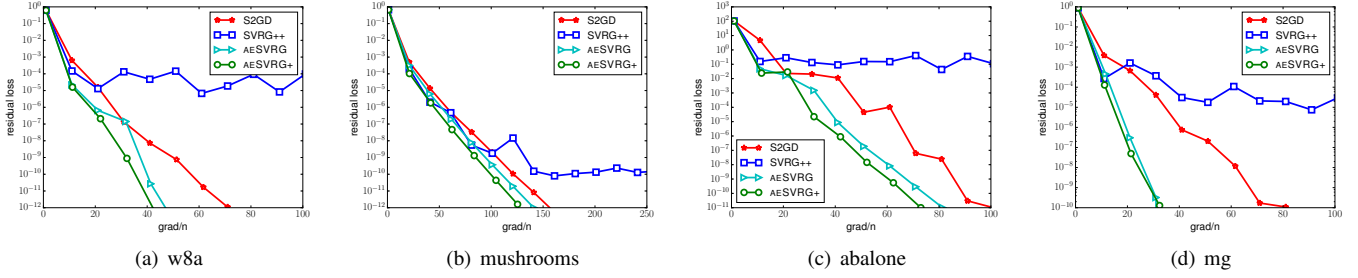 10^0
10^-1
10^-2
10^-3
10^-4
10^-5
10^-6
10^-7
10^-8
10^-9
10^-10
10^-11
10^-12
residual loss
S2GD
SVRG++
AESVRG
AESVRG+
0 20 40 60 80 100
grad/n
(a) w8a
10^0
10^-1
10^-2
10^-3
10^-4
10^-5
10^-6
10^-7
10^-8
10^-9
10^-10
10^-11
10^-12
residual loss
S2GD
SVRG++
AESVRG
AESVRG+
0 50 100 150 200 250
grad/n
(b) mushrooms
10^3
10^2
10^1
10^0
10^-1
10^-2
10^-3
10^-4
10^-5
10^-6
10^-7
10^-8
10^-9
10^-10
10^-11
residual loss
S2GD
SVRG++
AESVRG
AESVRG+
0 20 40 60 80 100
grad/n
(c) abalone
10^0
10^-1
10^-2
10^-3
10^-4
10^-5
10^-6
10^-7
10^-8
10^-9
10^-10
residual loss
S2GD
SVRG++
AESVRG
AESVRG+
0 20 40 60 80 100
grad/n
(d) mg